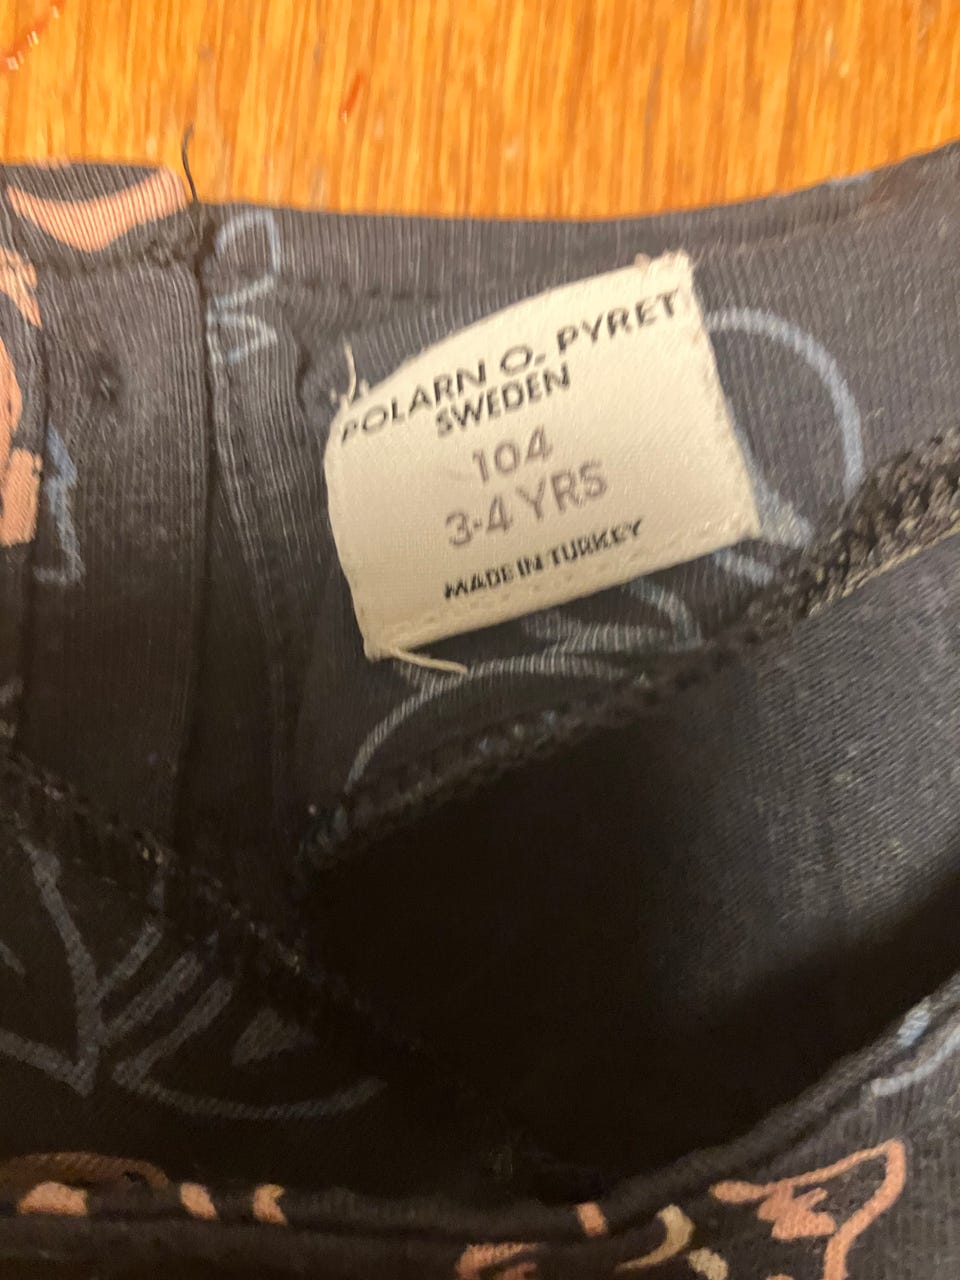 POLARN O. PYRET
SWEDEN
104
3-4 YRS
MADE IN TURKEY